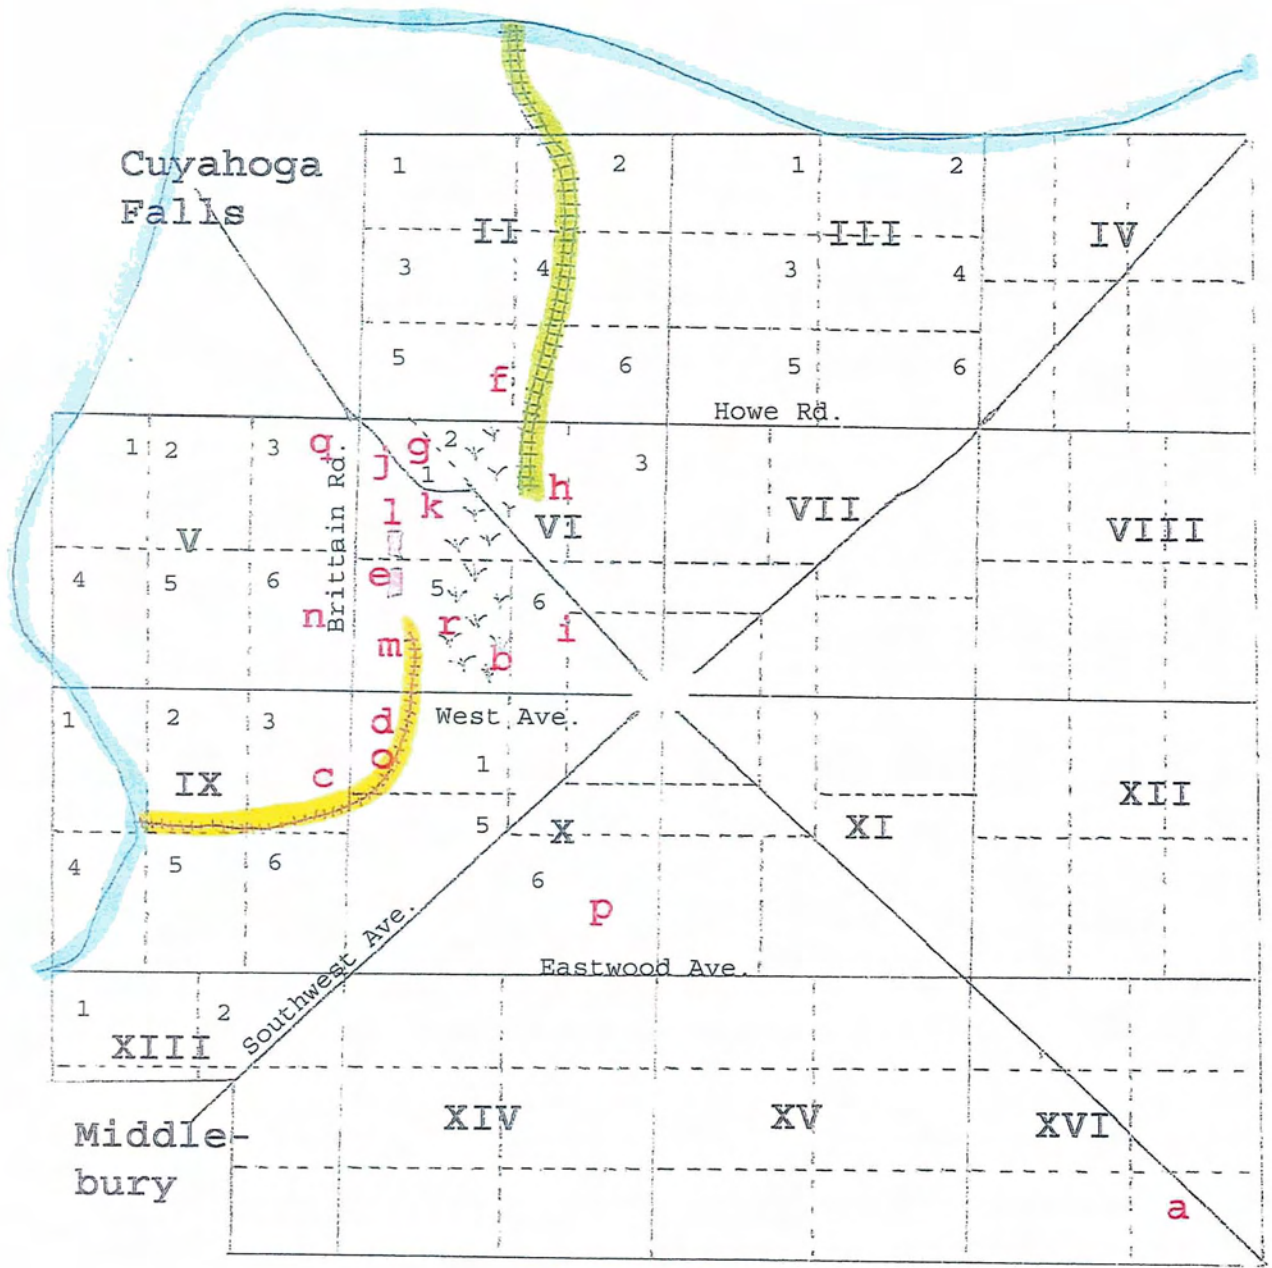 Cuyahoga
Falls
1 2 1 2
II III IV
3 4 3 4
5 f 6 5 6
Howe Rd.
1 2 3 q j g 2 3
1
l k h
V Brittain Rd. VI VII VIII
4 5 6 e 5 6
n m r b i
1 2 3 d West Ave.
o 1
IX c XII
5 X XI
4 5 6 6
p
Southwest Ave.
Eastwood Ave.
1 2
XIII
XIV XV XVI
Middle-
bury
a